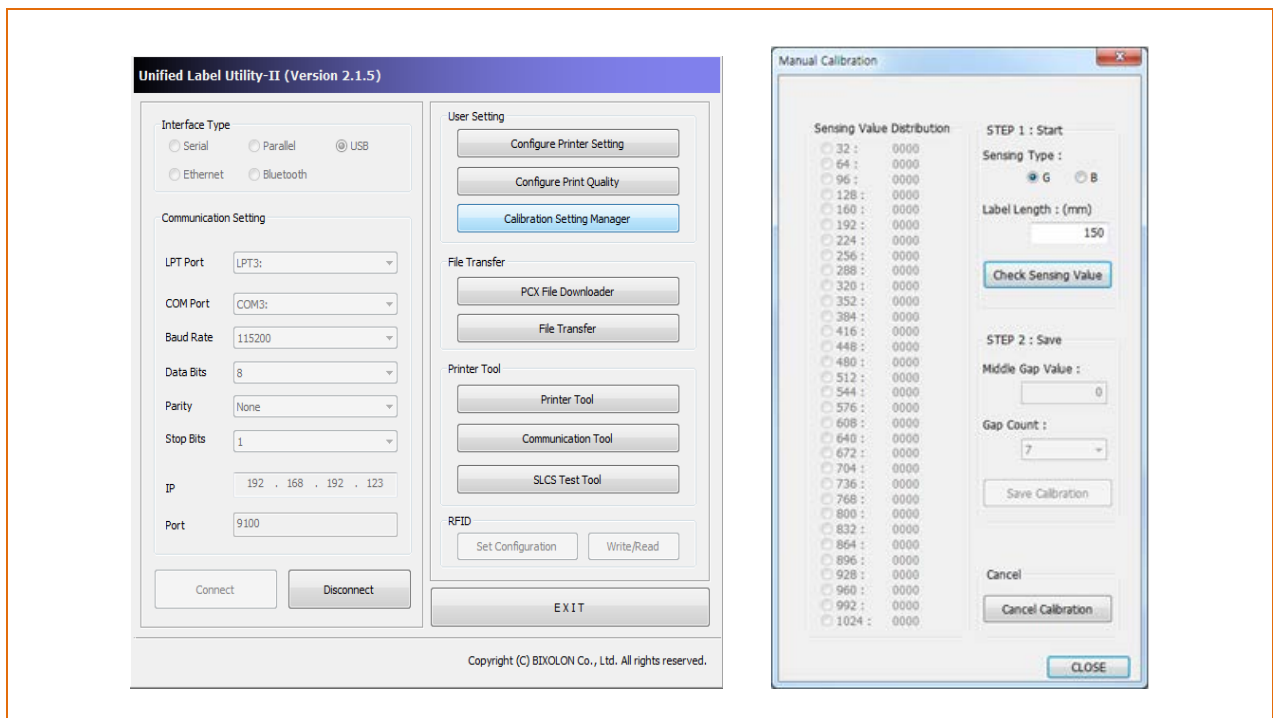 Unified Label Utility-II (Version 2.1.5)
Interface Type
Serial Parallel USB
Ethernet Bluetooth
Communication Setting
LPT Port LPT3:
COM Port COM3:
Baud Rate 115200
Data Bits 8
Parity None
Stop Bits 1
IP 192 . 168 . 192 . 123
Port 9100
Connect Disconnect
User Setting
Configure Printer Setting
Configure Print Quality
Calibration Setting Manager
File Transfer
PCX File Downloader
File Transfer
Printer Tool
Printer Tool
Communication Tool
SLCS Test Tool
RFID
Set Configuration Write/Read
E X I T
Copyright (C) BIXOLON Co., Ltd. All rights reserved.
Manual Calibration
Sensing Value Distribution
32 : 0000
64 : 0000
96 : 0000
128 : 0000
160 : 0000
192 : 0000
224 : 0000
256 : 0000
288 : 0000
320 : 0000
352 : 0000
384 : 0000
416 : 0000
448 : 0000
480 : 0000
512 : 0000
544 : 0000
576 : 0000
608 : 0000
640 : 0000
672 : 0000
704 : 0000
736 : 0000
768 : 0000
800 : 0000
832 : 0000
864 : 0000
896 : 0000
928 : 0000
960 : 0000
992 : 0000
1024 : 0000
STEP 1 : Start
Sensing Type :
G B
Label Length : (mm)
150
Check Sensing Value
STEP 2 : Save
Middle Gap Value :
0
Gap Count :
7
Save Calibration
Cancel
Cancel Calibration
CLOSE